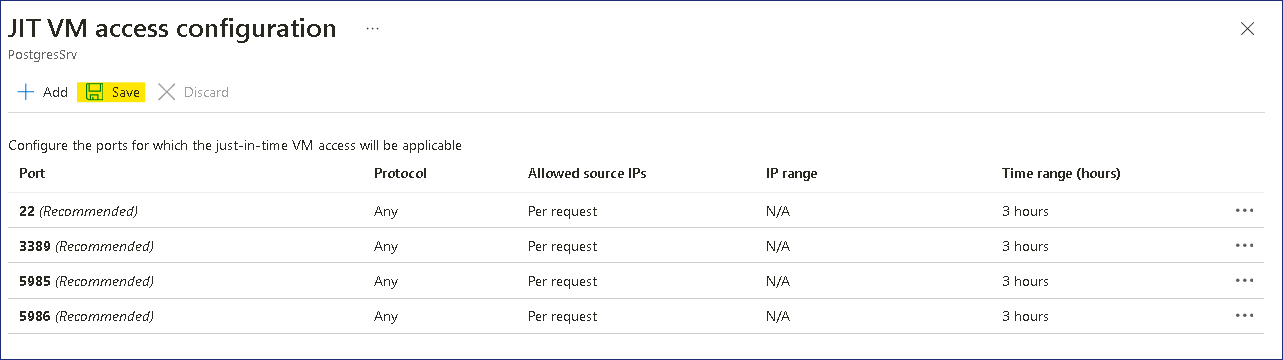 JIT VM access configuration ...
PostgresSrv
Add Save Discard
Configure the ports for which the just-in-time VM access will be applicable
Port Protocol Allowed source IPs IP range Time range (hours)
22 (Recommended) Any Per request N/A 3 hours ...
3389 (Recommended) Any Per request N/A 3 hours ...
5985 (Recommended) Any Per request N/A 3 hours ...
5986 (Recommended) Any Per request N/A 3 hours ...